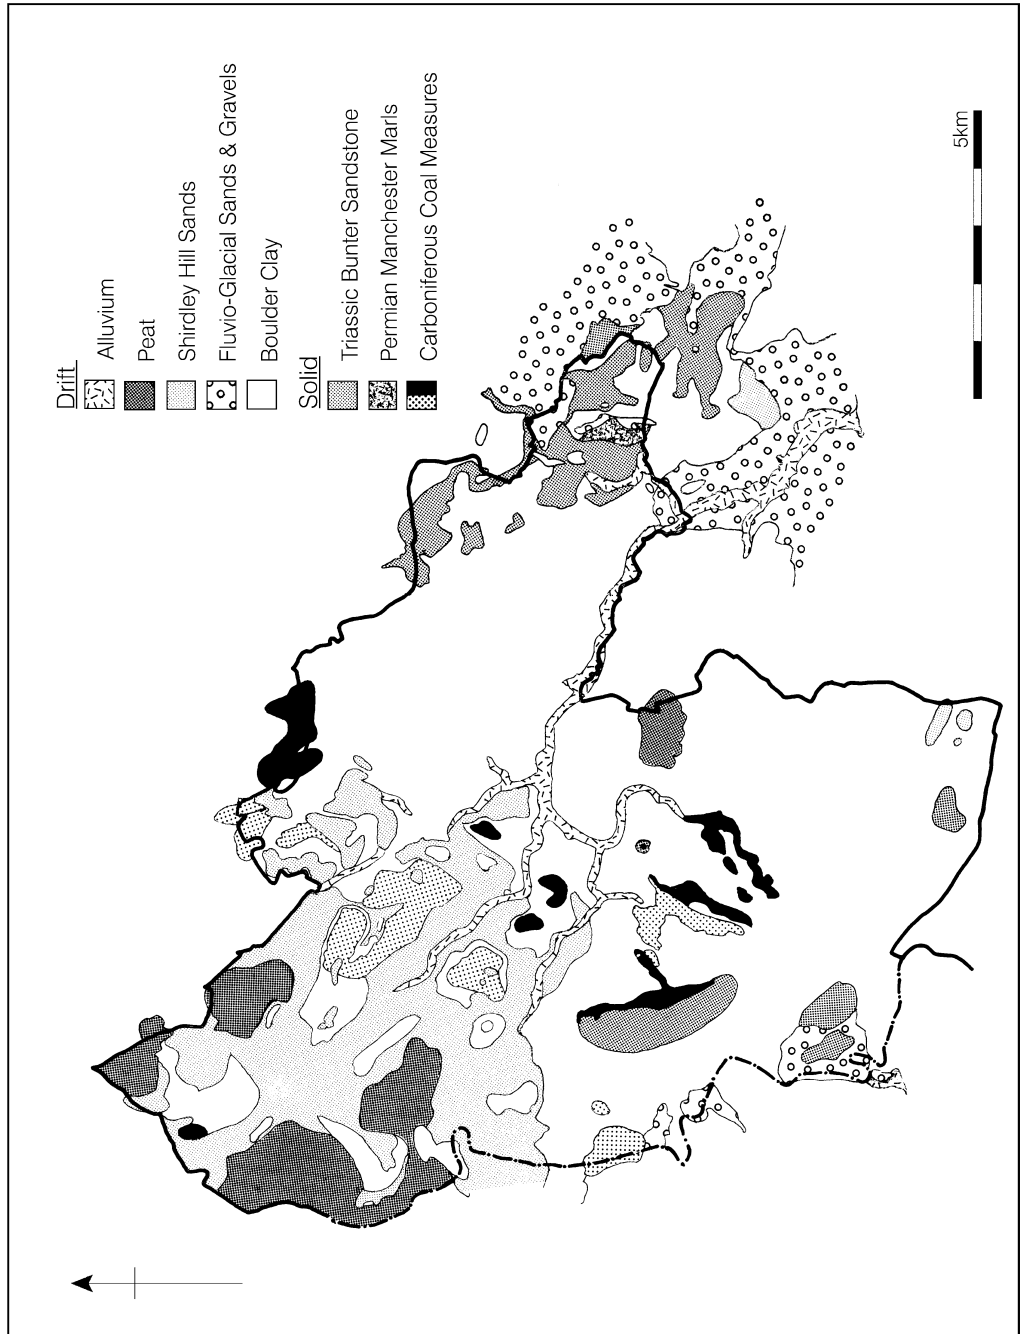 Drift
Alluvium
Peat
Shirdley Hill Sands
Fluvio-Glacial Sands & Gravels
Boulder Clay
Solid
Triassic Bunter Sandstone
Permian Manchester Marls
Carboniferous Coal Measures
5km